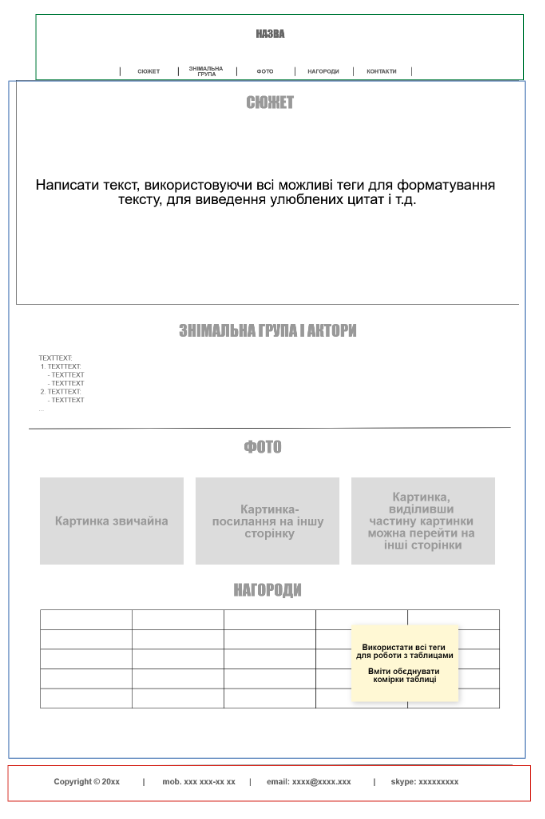 НАЗВА
| СЮЖЕТ | ЗНІМАЛЬНА ГРУПА | ФОТО | НАГОРОДИ | КОНТАКТИ |
СЮЖЕТ
Написати текст, використовуючи всі можливі теги для форматування
тексту, для виведення улюблених цитат і т.д.
ЗНІМАЛЬНА ГРУПА І АКТОРИ
TEXTTEXT:
1. TEXTTEXT:
- TEXTTEXT
- TEXTTEXT
2. TEXTTEXT:
- TEXTTEXT
...
ФОТО
Картинка звичайна
Картинка-
посилання на іншу
сторінку
Картинка,
виділивши
частину картинки
можна перейти на
інші сторінки
НАГОРОДИ
Використати всі теги
для роботи з таблицами
Вміти обєднувати
комірки таблиці
Copyright © 20xx | mob. xxx xxx-xx xx | email: xxxx@xxxx.xxx | skype: xxxxxxxxx